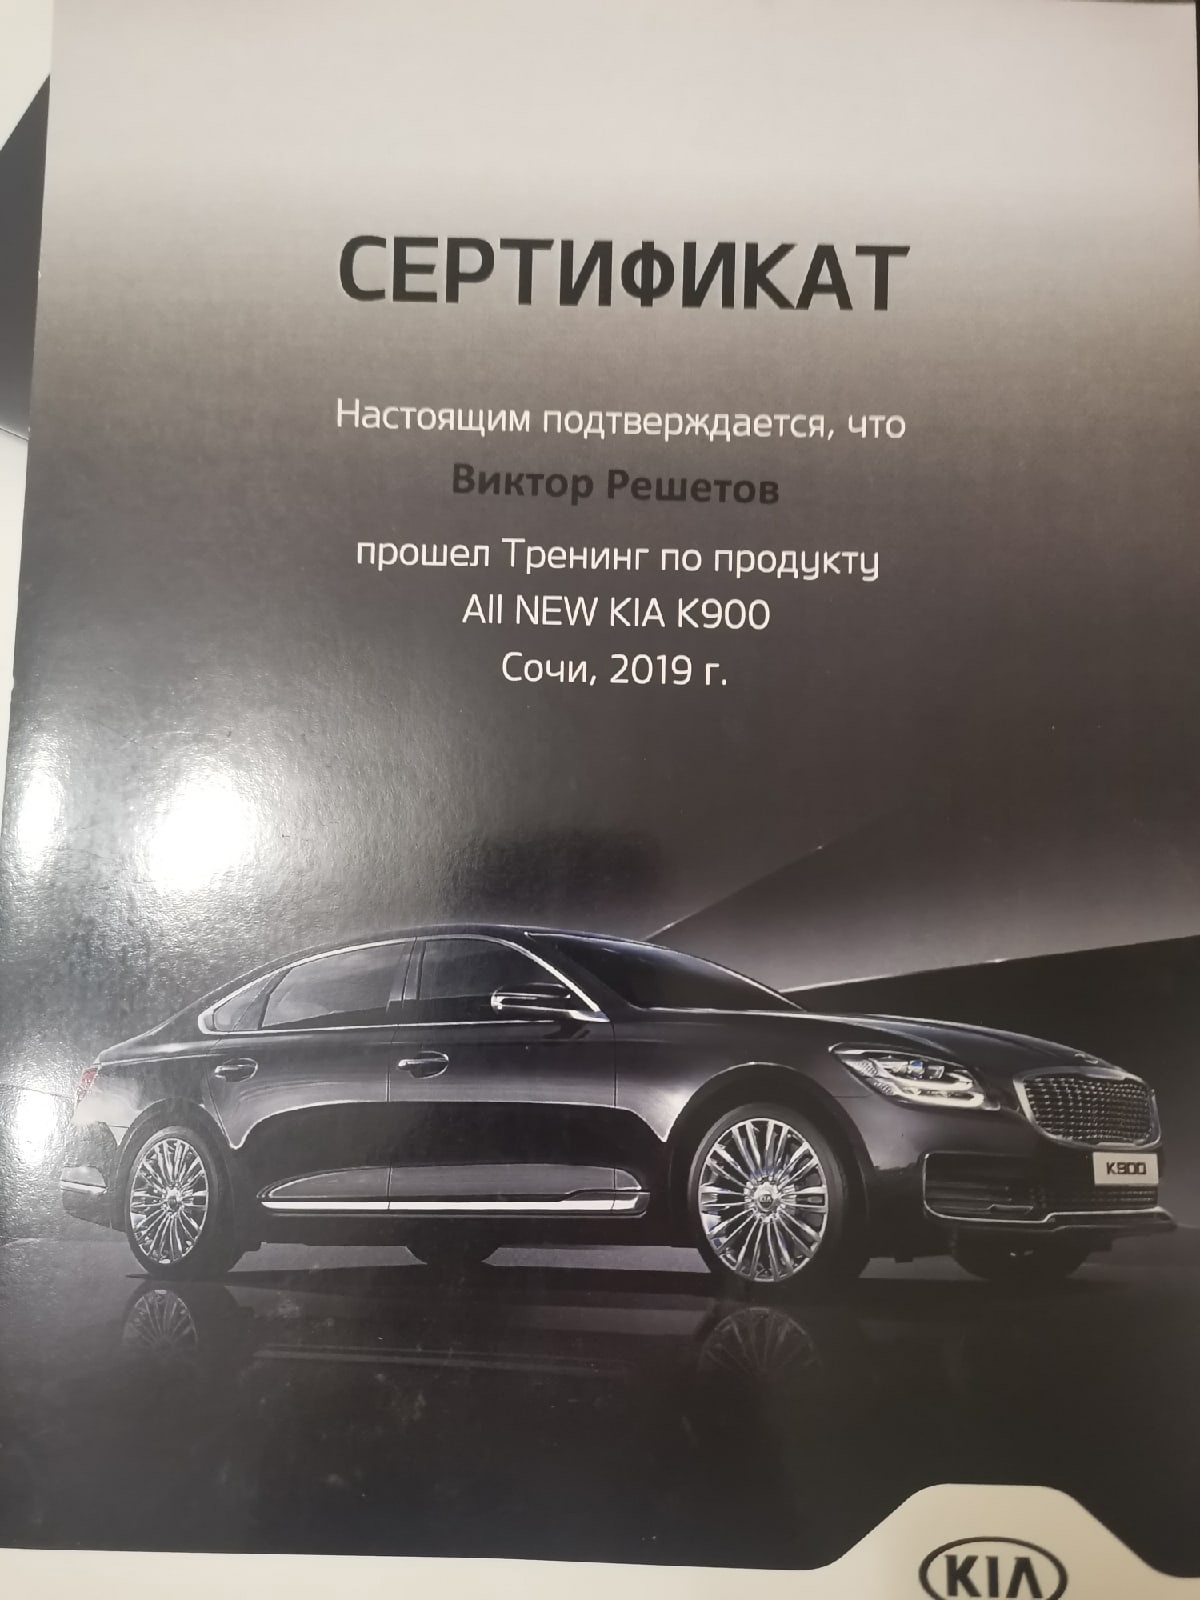 СЕРТИФИКАТ
Настоящим подтверждается, что
Виктор Решетов
прошел Тренинг по продукту
All NEW KIA K900
Сочи, 2019 г.
K900
KIA